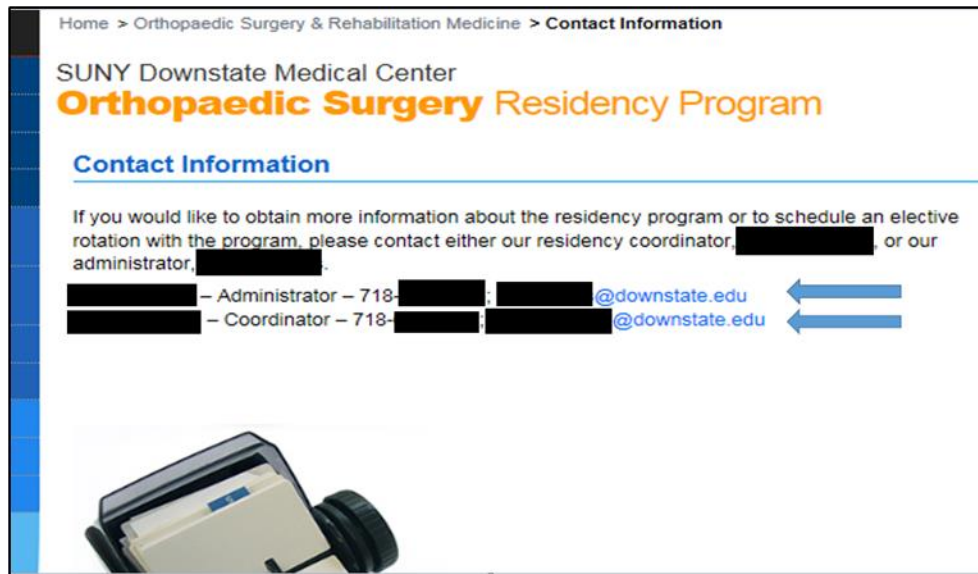 Home > Orthopaedic Surgery & Rehabilitation Medicine > Contact Information
SUNY Downstate Medical Center
Orthopaedic Surgery Residency Program
Contact Information
If you would like to obtain more information about the residency program or to schedule an elective
rotation with the program, please contact either our residency coordinator, , or our
administrator, .
– Administrator – 718- ; @downstate.edu
– Coordinator – 718- ; @downstate.edu